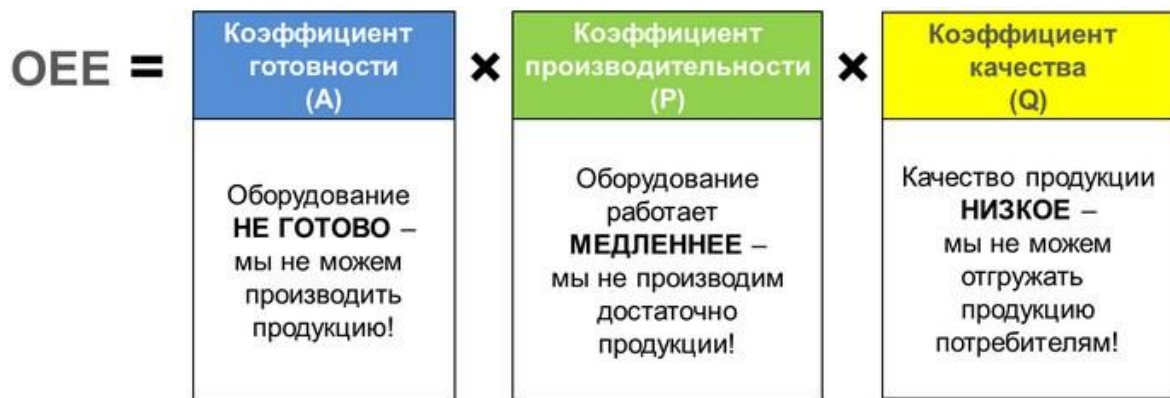 OEE =
Коэффициент
готовности
(A)
×
Коэффициент
производительности
(P)
×
Коэффициент
качества
(Q)
Оборудование
НЕ ГОТОВО –
мы не можем
производить
продукцию!
Оборудование
работает
МЕДЛЕННЕЕ –
мы не производим
достаточно
продукции!
Качество продукции
НИЗКОЕ –
мы не можем
отгружать
продукцию
потребителям!